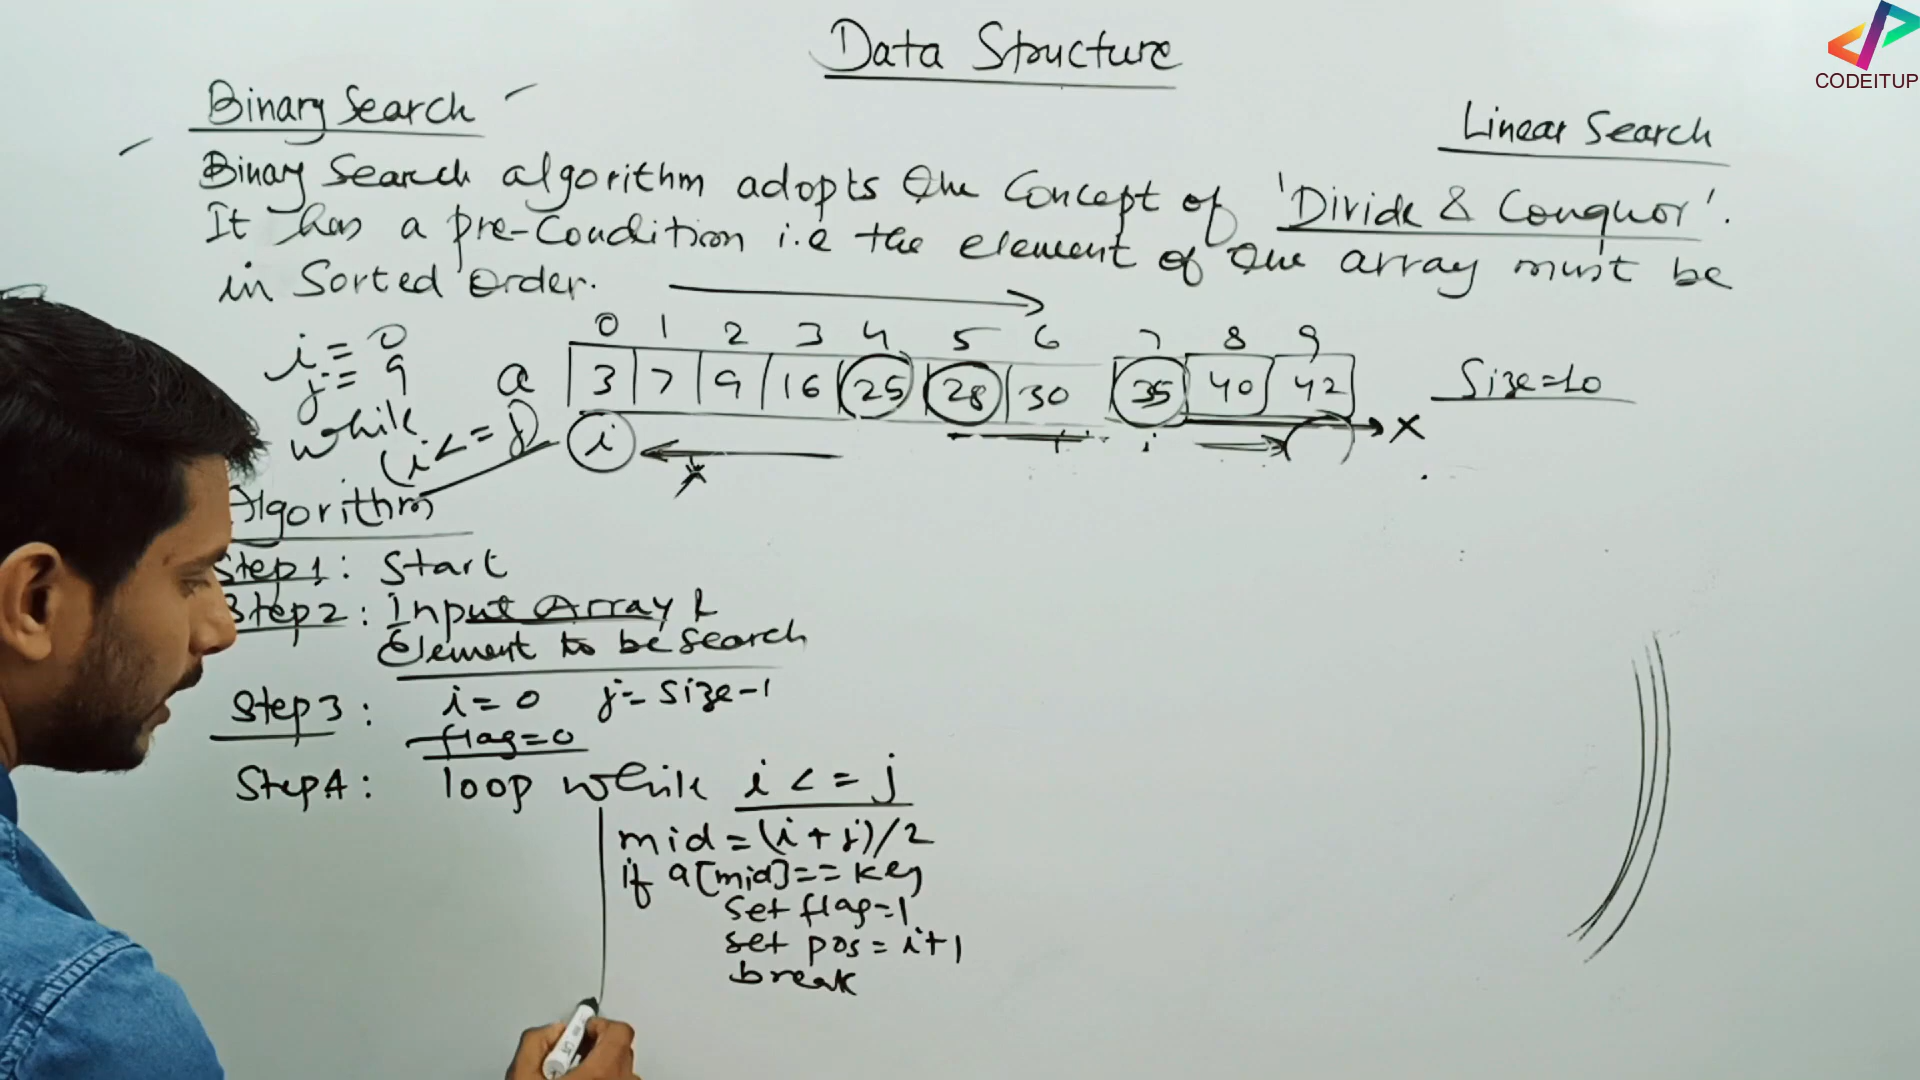 Data Structure
CODEITUP
Binary Search
Linear Search
Binary Search algorithm adopts the Concept of 'Divide & Conquor'.
It has a pre-Condition i.e the element of the array must be
in Sorted Order.
i = 0
j = 9
while
(i <= j)
0 1 2 3 4 5 6 7 8 9
a 3 7 9 16 25 28 30 35 40 42
Size=10
i
x
x
Algorithm
Step1: Start
Step2: Input Array &
Element to be Search
Step3: i = 0 j = Size-1
flag=0
Step4: loop while i <= j
mid = (i + j)/2
if a[mid] == key
Set flag=1
Set pos = i+1
break